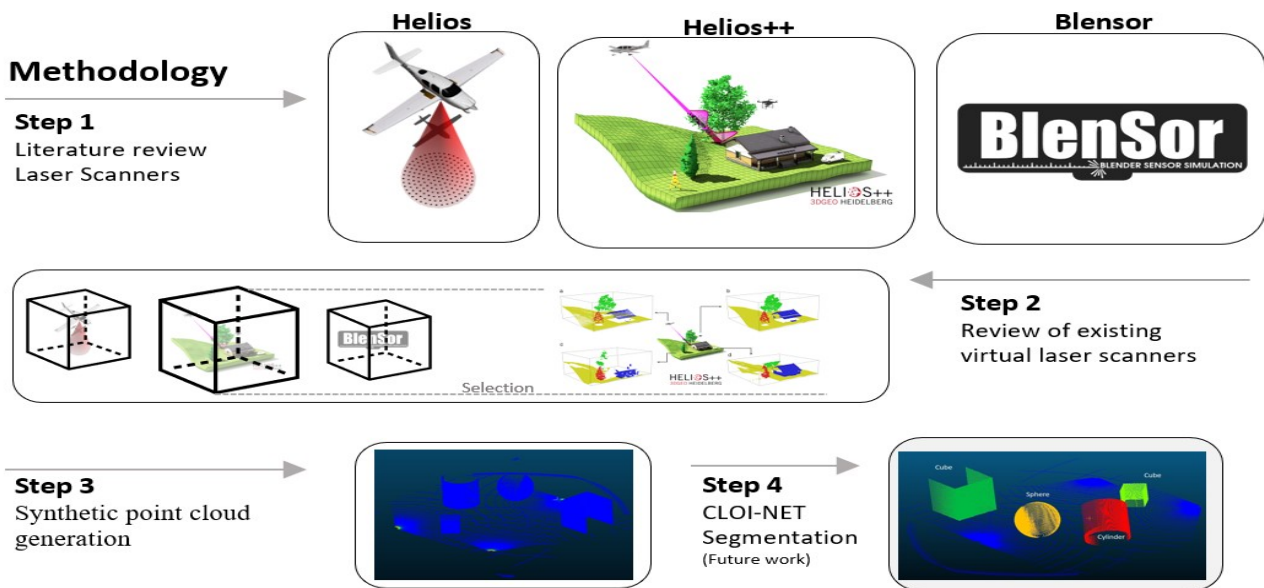 Helios
Helios++
Blensor
Methodology
Step 1
Literature review
Laser Scanners
HELIOS++
3DGEO HEIDELBERG
BlenSor
BLENDER SENSOR SIMULATION
BlenSor
Selection
a
b
c
d
HELIOS++
3DGEO HEIDELBERG
Step 2
Review of existing
virtual laser scanners
Step 3
Synthetic point cloud
generation
Step 4
CLOI-NET
Segmentation
(Future work)
Cube
Sphere
Cube
Cylinder